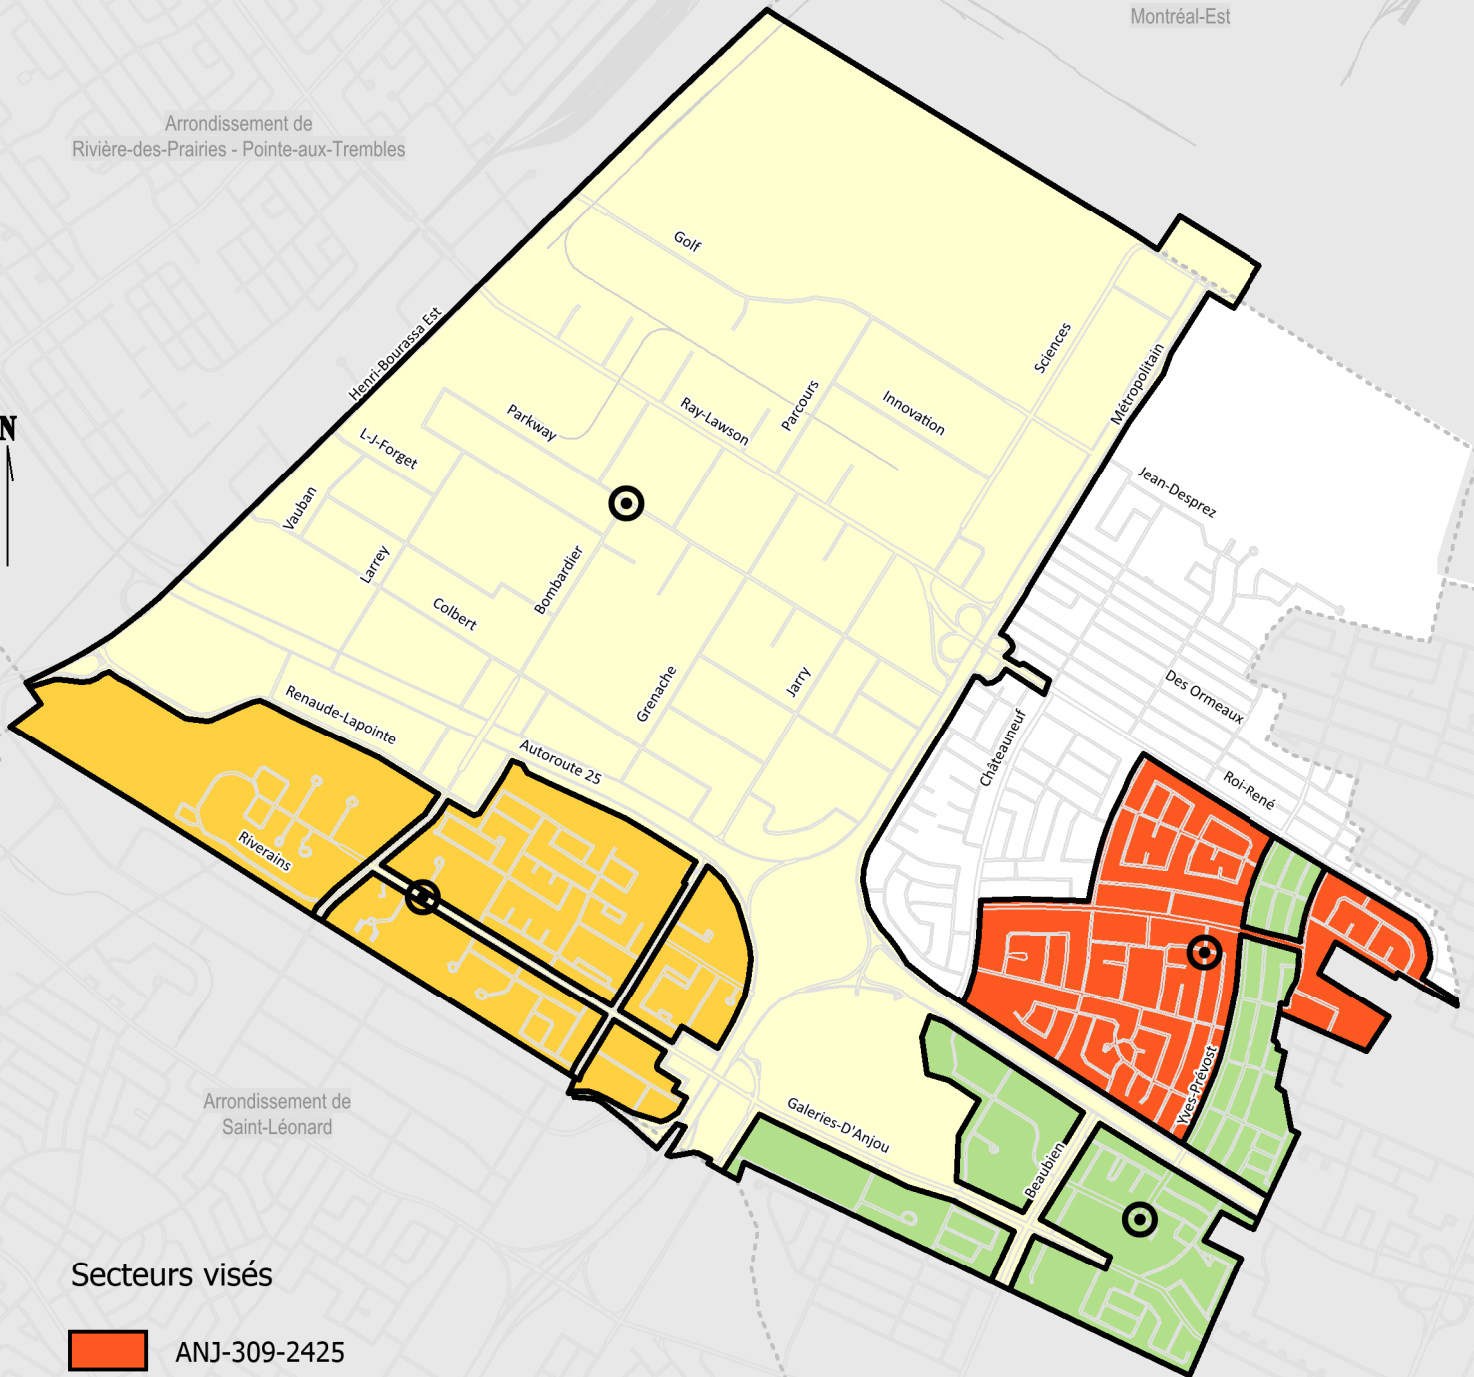 Montréal-Est
Arrondissement de
Rivière-des-Prairies - Pointe-aux-Trembles
Golf
Henri-Bourassa Est
Sciences
Métropolitain
Parcours
Innovation
Ray-Lawson
Parkway
N
L-J-Forget
Jean-Desprez
Vauban
Larrey
Bombardier
Colbert
Grenache
Jarry
Des Ormeaux
Renaude-Lapointe
Châteauneuf
Autoroute 25
Roi-René
Riverains
Yves-Prévost
Arrondissement de
Saint-Léonard
Galeries-D'Anjou
Beaubien
Secteurs visés
ANJ-309-2425